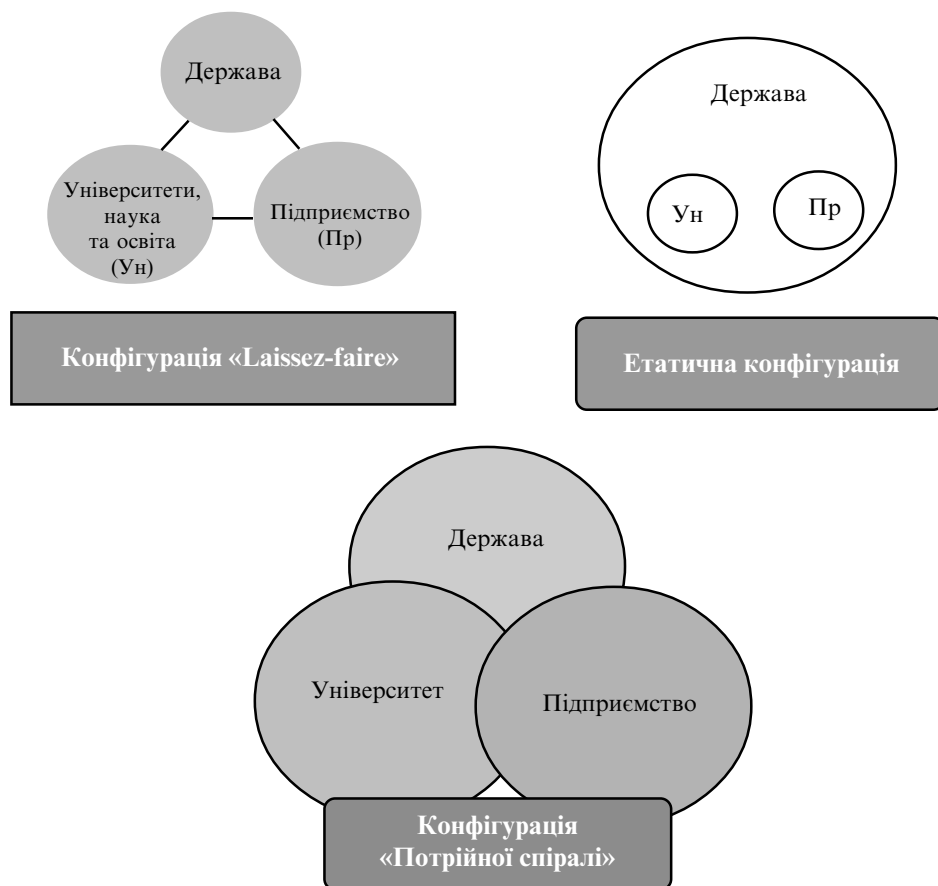 Держава
Університети,
наука
та освіта
(Ун)
Підприємство
(Пр)
Конфігурація «Laissez-faire»
Держава
Ун
Пр
Етатична конфігурація
Держава
Університет
Підприємство
Конфігурація
«Потрійної спіралі»